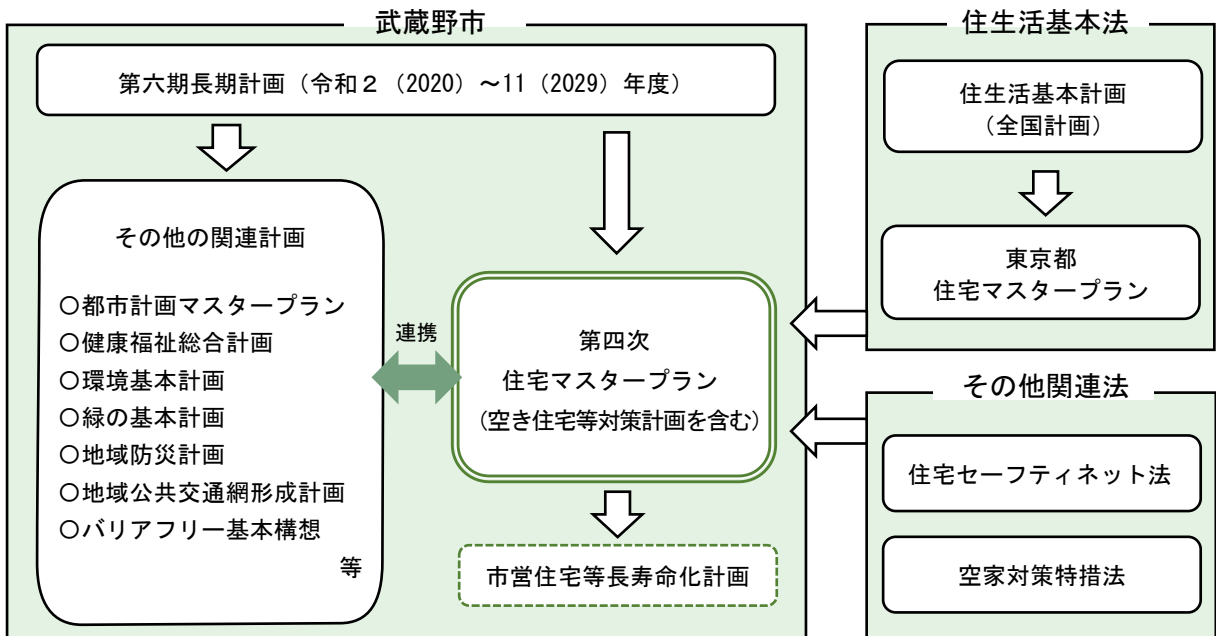 武蔵野市
第六期長期計画（令和２（2020）～11（2029）年度）
その他の関連計画
〇都市計画マスタープラン
〇健康福祉総合計画
〇環境基本計画
〇緑の基本計画
〇地域防災計画
〇地域公共交通網形成計画
〇バリアフリー基本構想
等
連携
第四次
住宅マスタープラン
（空き住宅等対策計画を含む）
市営住宅等長寿命化計画
住生活基本法
住生活基本計画
（全国計画）
東京都
住宅マスタープラン
その他関連法
住宅セーフティネット法
空家対策特措法